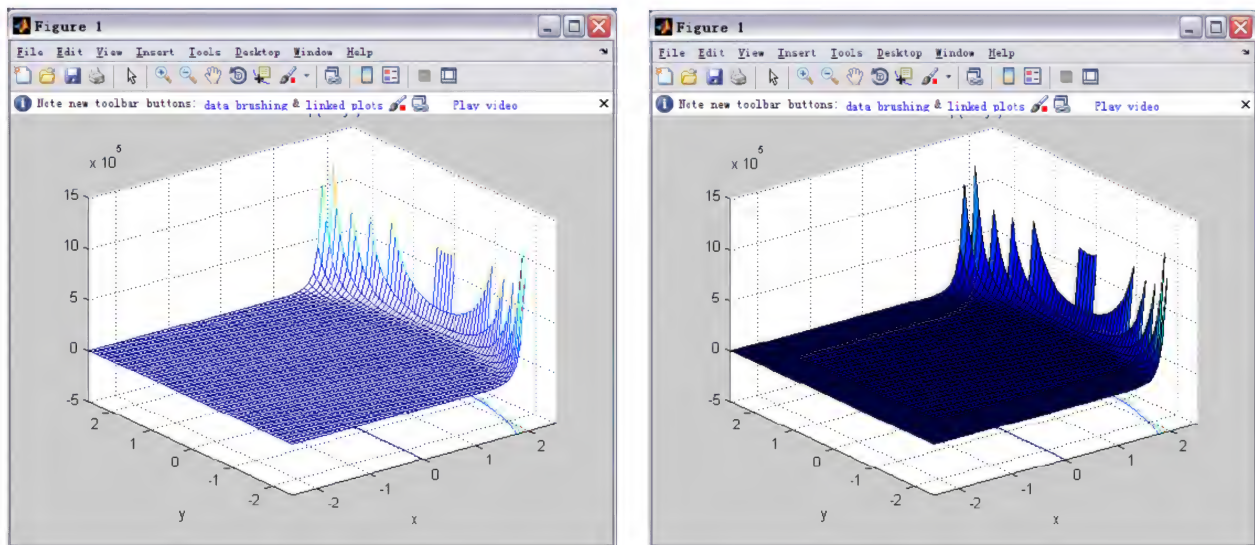 Figure 1
File Edit View Insert Tools Desktop Window Help
Note new toolbar buttons: data brushing & linked plots Play video
x 10^5
15
10
5
0
-5
2
1
0
-1
-2
y
-2
-1
0
1
2
x
Figure 1
File Edit View Insert Tools Desktop Window Help
Note new toolbar buttons: data brushing & linked plots Play video
x 10^5
15
10
5
0
-5
2
1
0
-1
-2
y
-2
-1
0
1
2
x